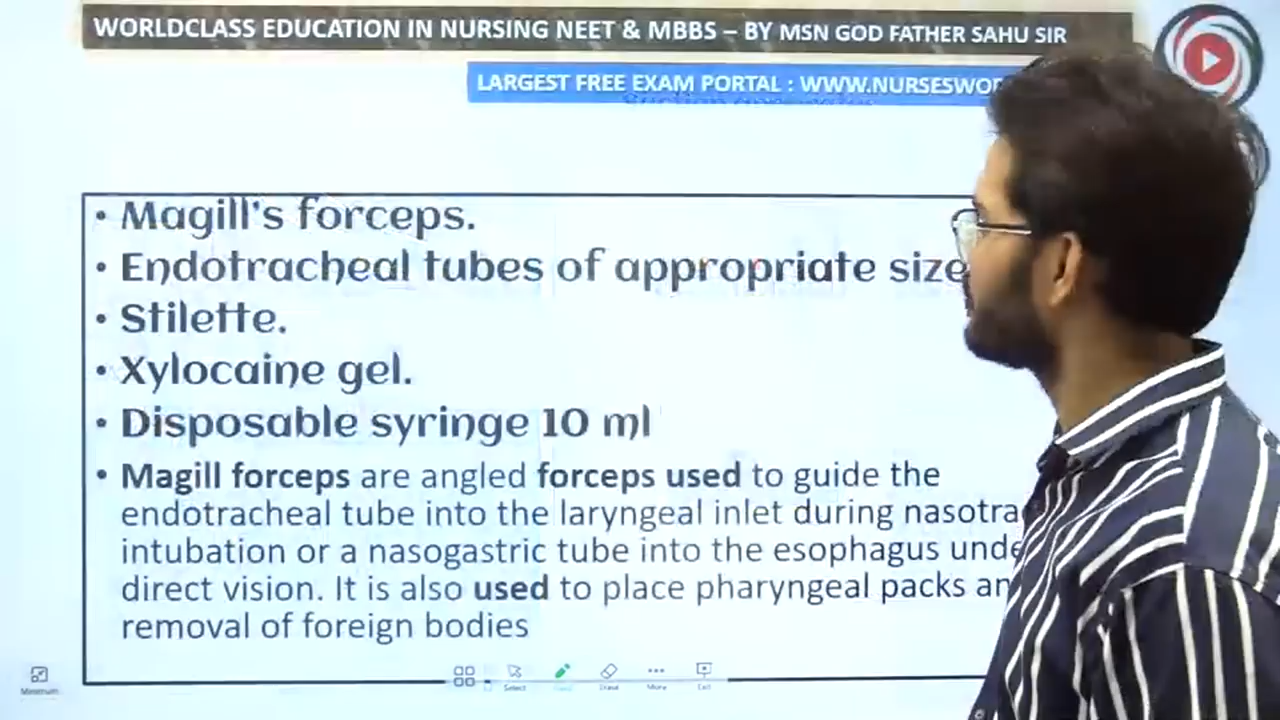 WORLDCLASS EDUCATION IN NURSING NEET & MBBS – BY MSN GOD FATHER SAHU SIR
LARGEST FREE EXAM PORTAL : WWW.NURSESWOR
• Magill's forceps.
• Endotracheal tubes of appropriate size
• Stilette.
• Xylocaine gel.
• Disposable syringe 10 ml
• Magill forceps are angled forceps used to guide the
endotracheal tube into the laryngeal inlet during nasotra
intubation or a nasogastric tube into the esophagus unde
direct vision. It is also used to place pharyngeal packs an
removal of foreign bodies
Minimum
Select
More